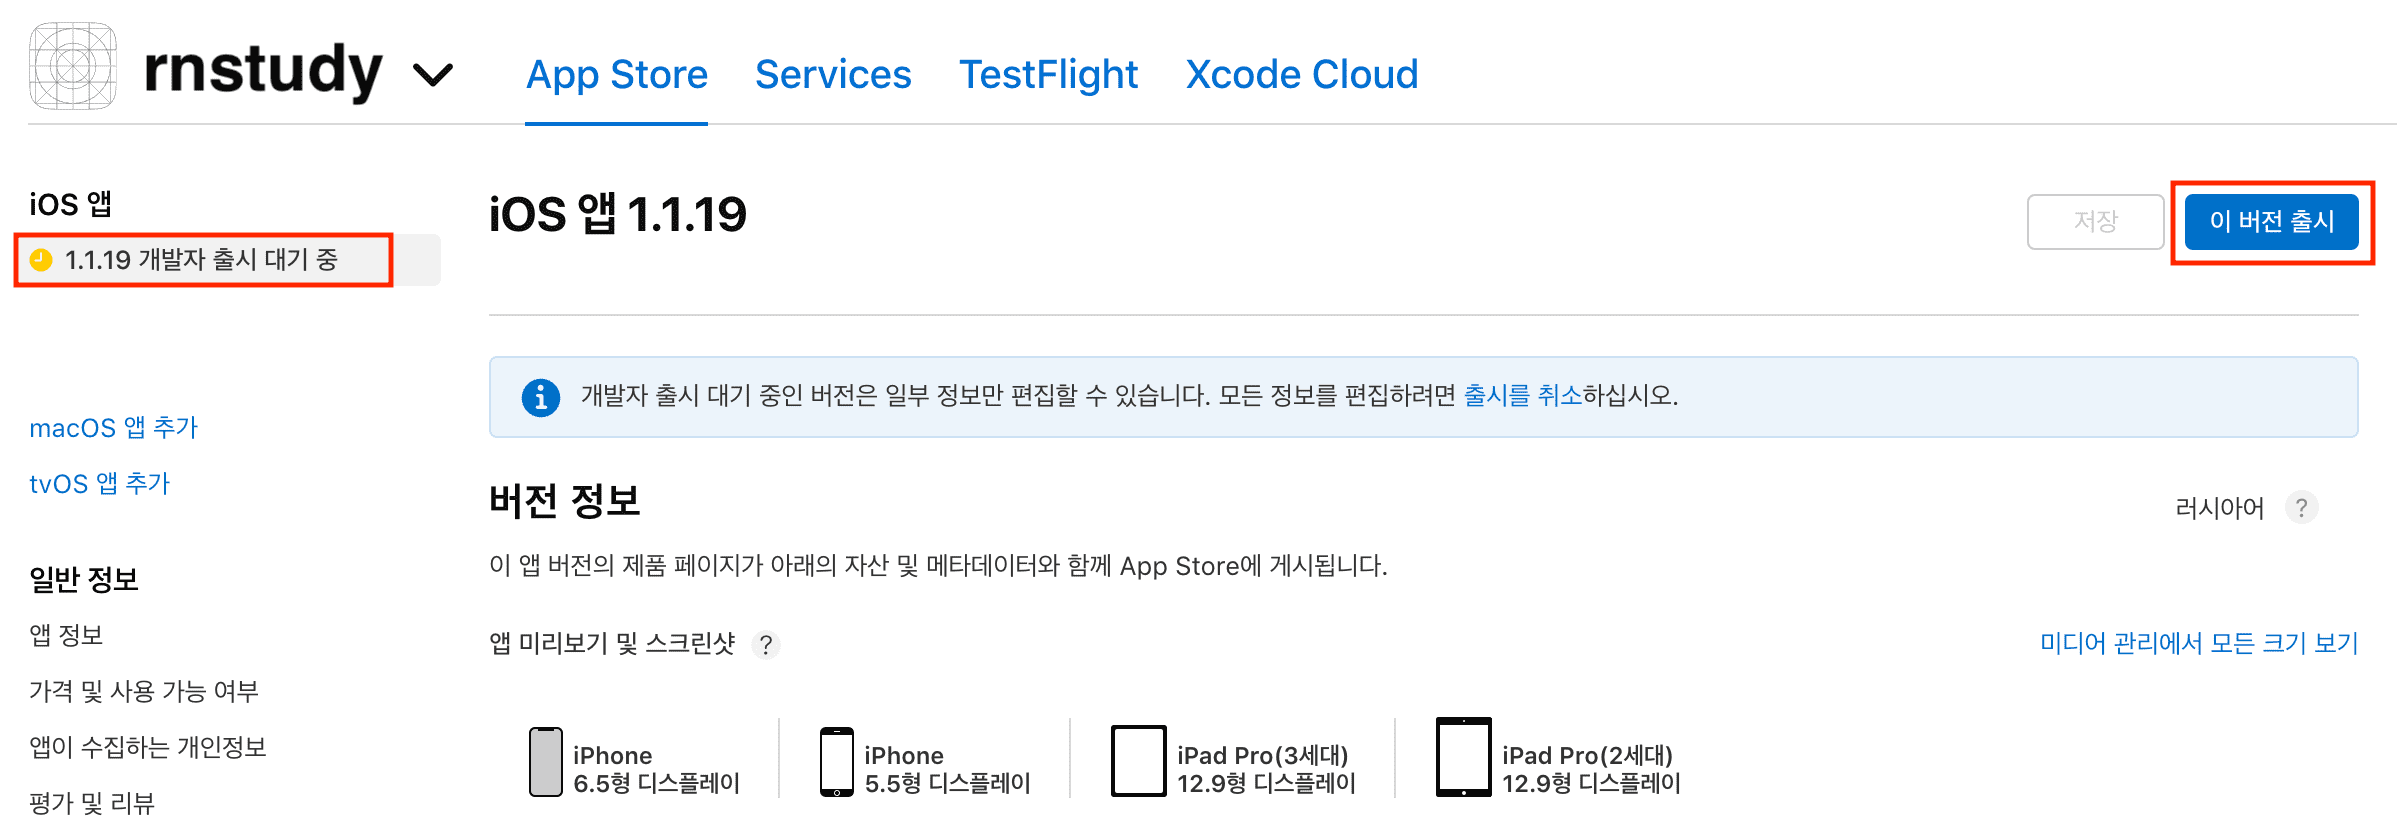 rnstudy
App Store
Services
TestFlight
Xcode Cloud
iOS 앱
1.1.19 개발자 출시 대기 중
macOS 앱 추가
tvOS 앱 추가
일반 정보
앱 정보
가격 및 사용 가능 여부
앱이 수집하는 개인정보
평가 및 리뷰
iOS 앱 1.1.19
저장
이 버전 출시
개발자 출시 대기 중인 버전은 일부 정보만 편집할 수 있습니다. 모든 정보를 편집하려면 출시를 취소하십시오.
버전 정보
러시아어 ?
이 앱 버전의 제품 페이지가 아래의 자산 및 메타데이터와 함께 App Store에 게시됩니다.
앱 미리보기 및 스크린샷 ?
미디어 관리에서 모든 크기 보기
iPhone
6.5형 디스플레이
iPhone
5.5형 디스플레이
iPad Pro(3세대)
12.9형 디스플레이
iPad Pro(2세대)
12.9형 디스플레이